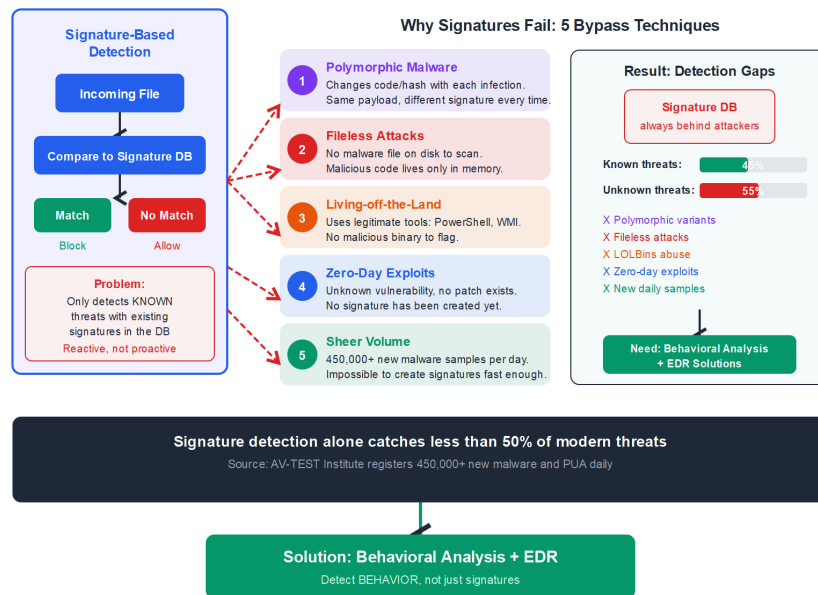 Signature-Based
Detection
Incoming File
Compare to Signature DB
Match
No Match
Block
Allow
Problem:
Only detects KNOWN
threats with existing
signatures in the DB
Reactive, not proactive
Why Signatures Fail: 5 Bypass Techniques
1
Polymorphic Malware
Changes code/hash with each infection.
Same payload, different signature every time.
2
Fileless Attacks
No malware file on disk to scan.
Malicious code lives only in memory.
3
Living-off-the-Land
Uses legitimate tools: PowerShell, WMI.
No malicious binary to flag.
4
Zero-Day Exploits
Unknown vulnerability, no patch exists.
No signature has been created yet.
5
Sheer Volume
450,000+ new malware samples per day.
Impossible to create signatures fast enough.
Result: Detection Gaps
Signature DB
always behind attackers
Known threats: 45%
Unknown threats: 55%
X Polymorphic variants
X Fileless attacks
X LOLBins abuse
X Zero-day exploits
X New daily samples
Need: Behavioral Analysis
+ EDR Solutions
Signature detection alone catches less than 50% of modern threats
Source: AV-TEST Institute registers 450,000+ new malware and PUA daily
Solution: Behavioral Analysis + EDR
Detect BEHAVIOR, not just signatures